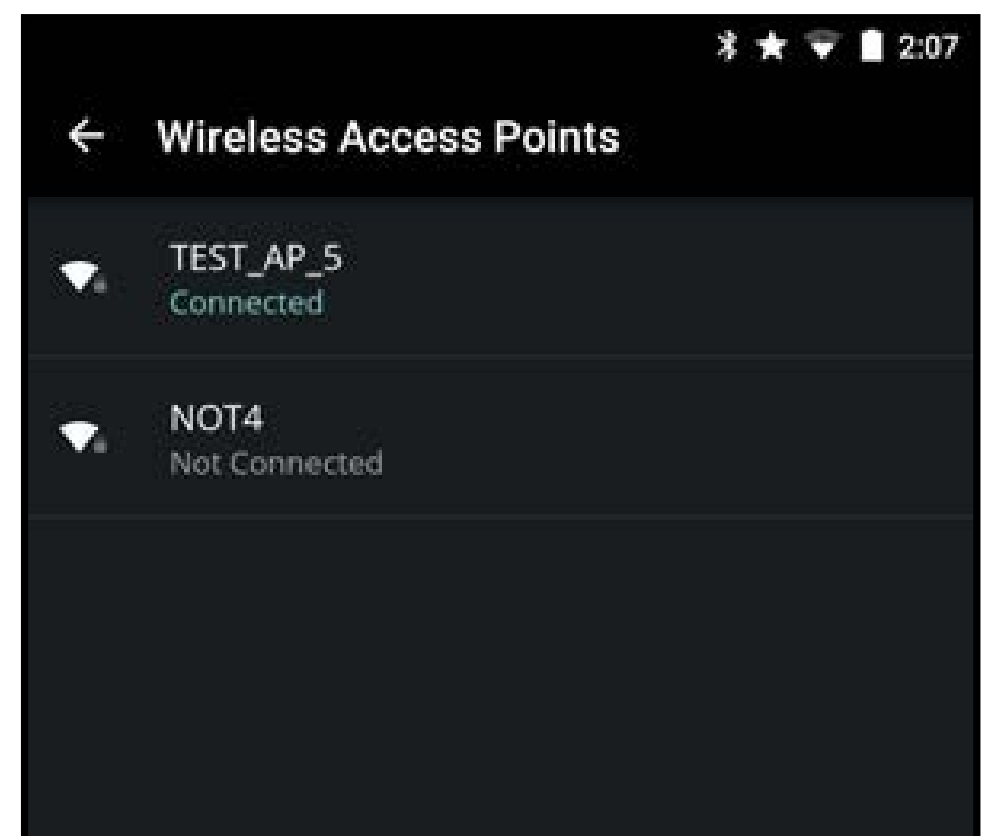 2:07
Wireless Access Points
TEST_AP_5
Connected
NOT4
Not Connected